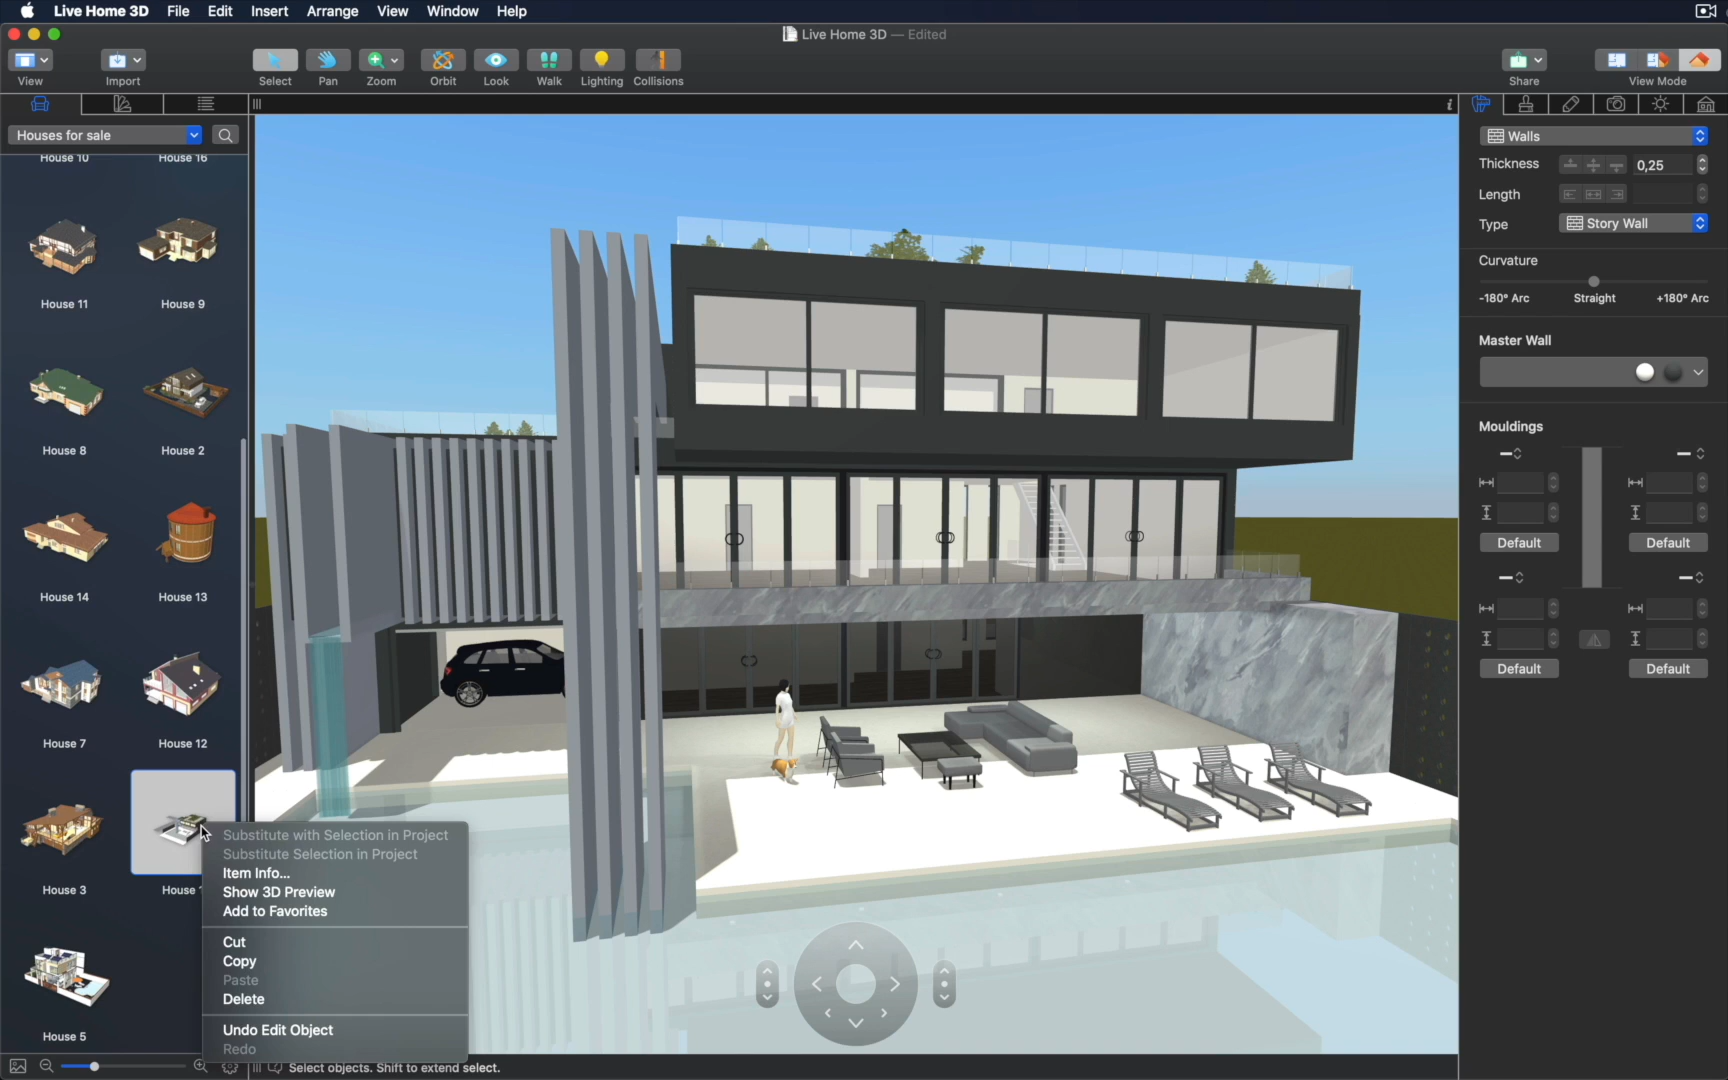 Live Home 3D File Edit Insert Arrange View Window Help
Live Home 3D — Edited
View Import Select Pan Zoom Orbit Look Walk Lighting Collisions Share View Mode
Houses for sale
House 10 House 16
House 11 House 9
House 8 House 2
House 14 House 13
House 7 House 12
House 3 House
House 5
Substitute with Selection in Project
Substitute Selection in Project
Item Info...
Show 3D Preview
Add to Favorites
Cut
Copy
Paste
Delete
Undo Edit Object
Redo
Select objects. Shift to extend select.
i
Walls
Thickness 0,25
Length
Type Story Wall
Curvature
-180° Arc Straight +180° Arc
Master Wall
Mouldings
Default Default
Default Default